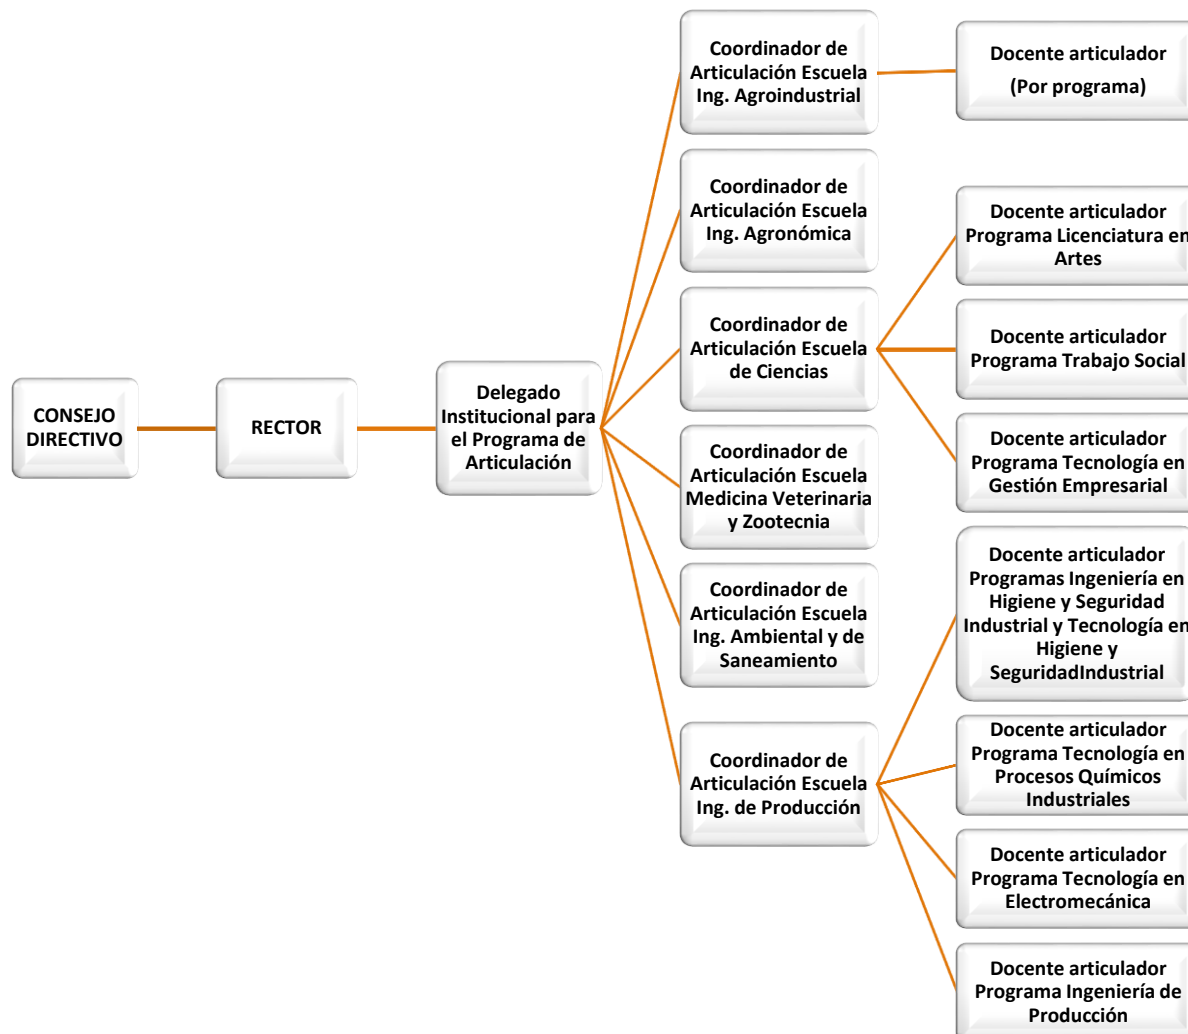 CONSEJO
DIRECTIVO
RECTOR
Delegado
Institucional para
el Programa de
Articulación
Coordinador de
Articulación Escuela
Ing. Agroindustrial
Docente articulador
(Por programa)
Coordinador de
Articulación Escuela
Ing. Agronómica
Coordinador de
Articulación Escuela
de Ciencias
Docente articulador
Programa Licenciatura en
Artes
Docente articulador
Programa Trabajo Social
Docente articulador
Programa Tecnología en
Gestión Empresarial
Coordinador de
Articulación Escuela
Medicina Veterinaria
y Zootecnia
Coordinador de
Articulación Escuela
Ing. Ambiental y de
Saneamiento
Coordinador de
Articulación Escuela
Ing. de Producción
Docente articulador
Programas Ingeniería en
Higiene y Seguridad
Industrial y Tecnología en
Higiene y
SeguridadIndustrial
Docente articulador
Programa Tecnología en
Procesos Químicos
Industriales
Docente articulador
Programa Tecnología en
Electromecánica
Docente articulador
Programa Ingeniería de
Producción